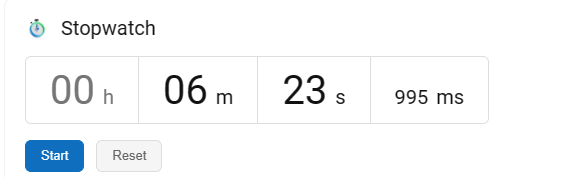 Stopwatch
00 h 06 m 23 s 995 ms
Start Reset